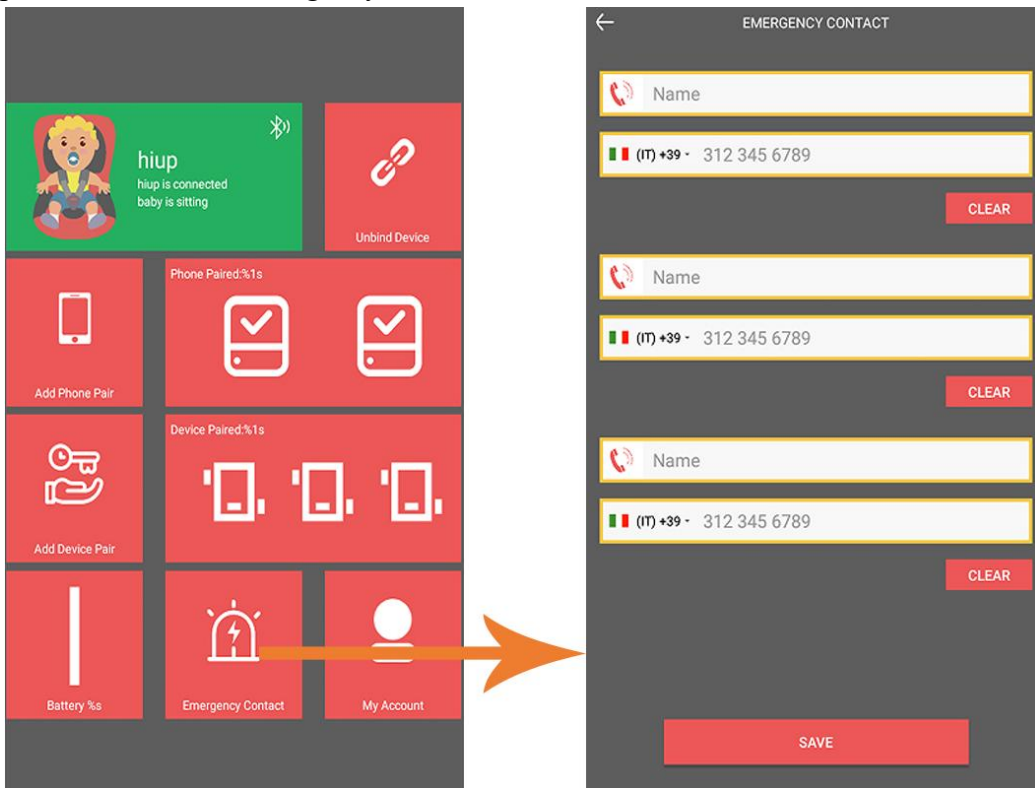 hiup
hiup is connected
baby is sitting
Unbind Device
Add Phone Pair
Phone Paired:%1s
Add Device Pair
Device Paired:%1s
Battery %s
Emergency Contact
My Account
EMERGENCY CONTACT
Name
(IT) +39 312 345 6789
CLEAR
Name
(IT) +39 312 345 6789
CLEAR
Name
(IT) +39 312 345 6789
CLEAR
SAVE